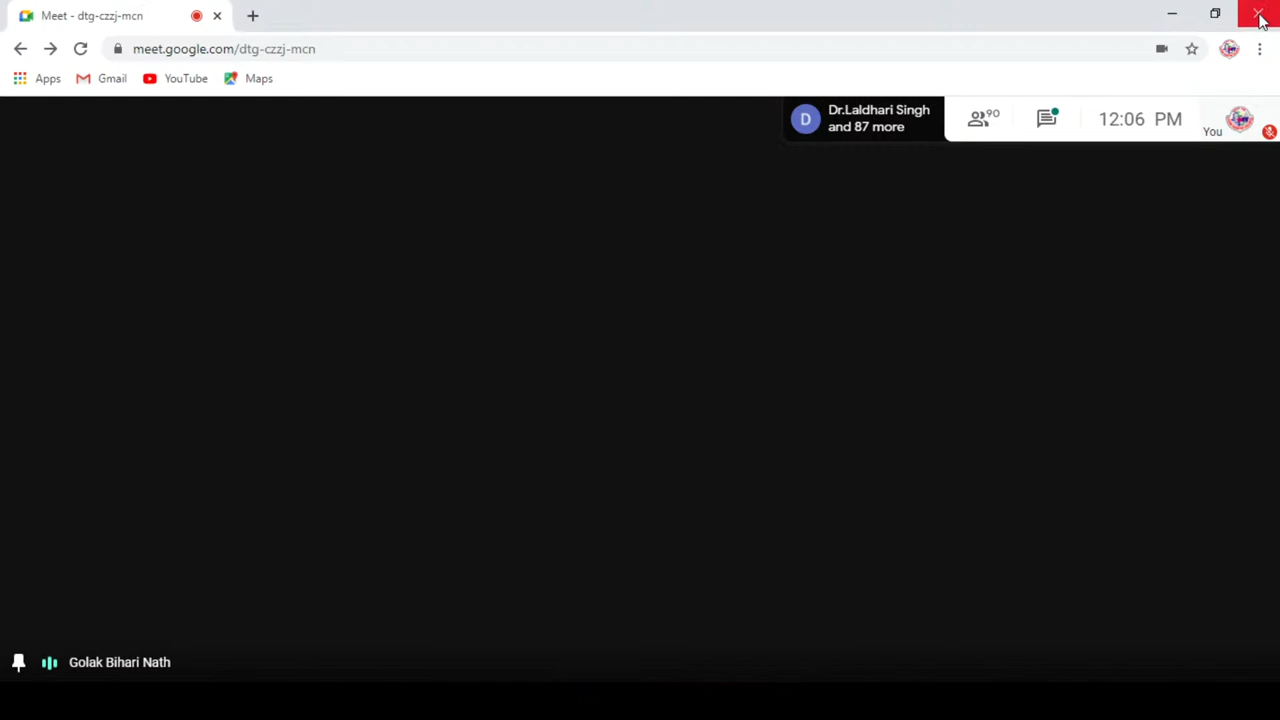 Meet - dtg-czzj-mcn
meet.google.com/dtg-czzj-mcn
Apps Gmail YouTube Maps
Dr.Laldhari Singh
and 87 more
90
12:06 PM
You
D
Golak Bihari Nath